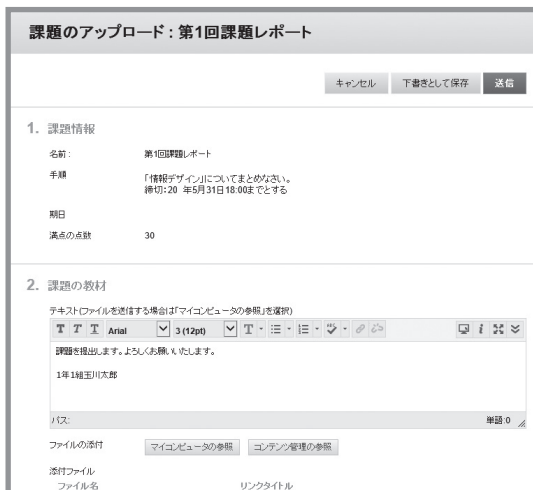 課題のアップロード : 第1回課題レポート
キャンセル 下書きとして保存 送信
1. 課題情報
名前 : 第1回課題レポート
手順 「情報デザイン」についてまとめなさい。
締切:20 年5月31日18:00までとする
期日
満点の点数 30
2. 課題の教材
テキスト(ファイルを送信する場合は「マイコンピュータの参照」を選択)
T T T Arial 3 (12pt) T
課題を提出します。よろしくお願いいたします。
1年1組玉川太郎
パス: 単語:0
ファイルの添付 マイコンピュータの参照 コンテンツ管理の参照
添付ファイル
ファイル名 リンクタイトル